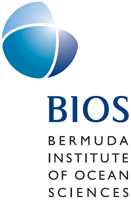 BIOS
BERMUDA
INSTITUTE
OF OCEAN
SCIENCES